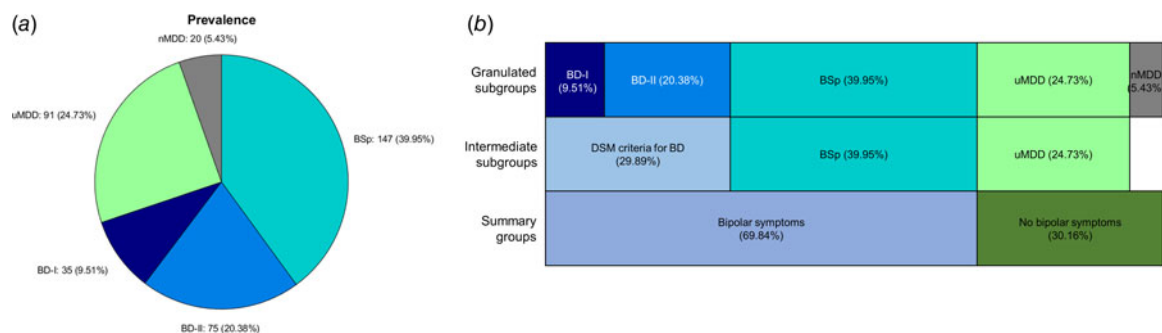 (a)
Prevalence
nMDD: 20 (5.43%)
uMDD: 91 (24.73%)
BSp: 147 (39.95%)
BD-I: 35 (9.51%)
BD-II: 75 (20.38%)
(b)
Granulated
subgroups
BD-I
(9.51%)
BD-II (20.38%)
BSp (39.95%)
uMDD (24.73%)
nMDD
(5.43%)
Intermediate
subgroups
DSM criteria for BD
(29.89%)
BSp (39.95%)
uMDD (24.73%)
Summary
groups
Bipolar symptoms
(69.84%)
No bipolar symptoms
(30.16%)